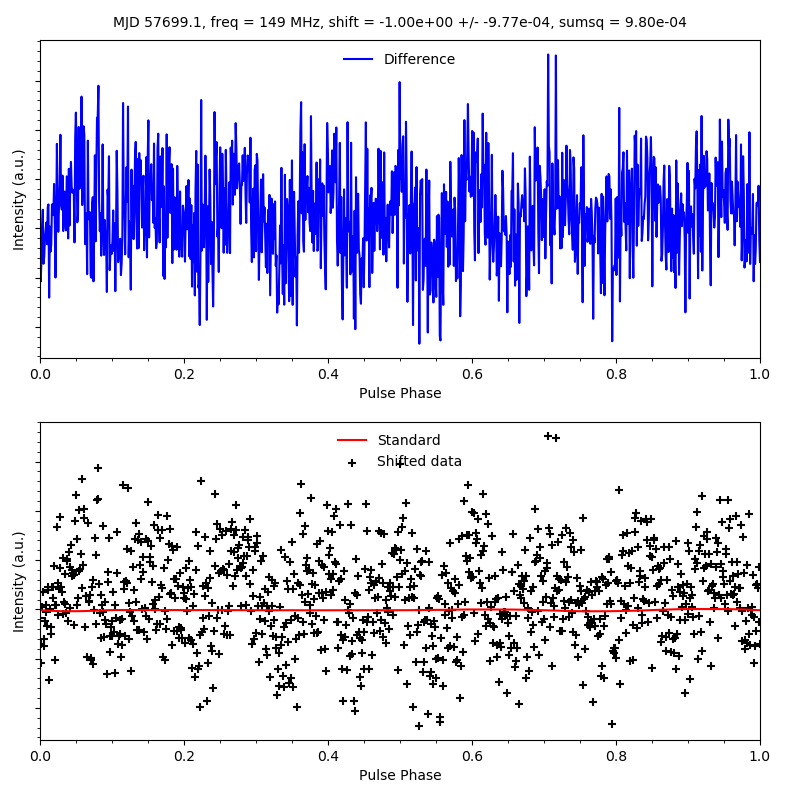 MJD 57699.1, freq = 149 MHz, shift = -1.00e+00 +/- -9.77e-04, sumsq = 9.80e-04
Difference
Intensity (a.u.)
0.0 0.2 0.4 0.6 0.8 1.0
Pulse Phase
Standard
Shifted data
Intensity (a.u.)
0.0 0.2 0.4 0.6 0.8 1.0
Pulse Phase